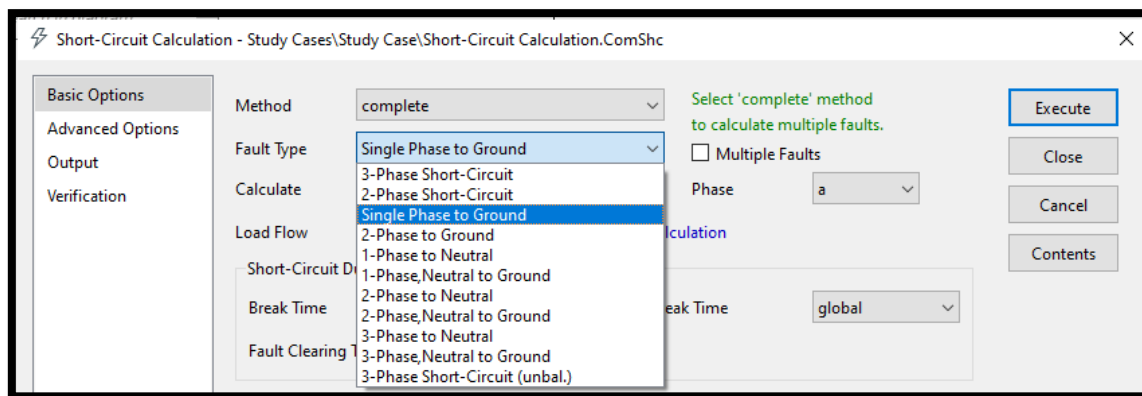 Short-Circuit Calculation - Study Cases\Study Case\Short-Circuit Calculation.ComShc
Basic Options
Advanced Options
Output
Verification
Method
complete
Select 'complete' method
to calculate multiple faults.
Fault Type
Single Phase to Ground
Multiple Faults
3-Phase Short-Circuit
2-Phase Short-Circuit
Single Phase to Ground
2-Phase to Ground
1-Phase to Neutral
1-Phase,Neutral to Ground
2-Phase to Neutral
2-Phase,Neutral to Ground
3-Phase to Neutral
3-Phase,Neutral to Ground
3-Phase Short-Circuit (unbal.)
Calculate
Phase
a
Load Flow
lculation
Short-Circuit D
Break Time
eak Time
global
Fault Clearing T
Execute
Close
Cancel
Contents